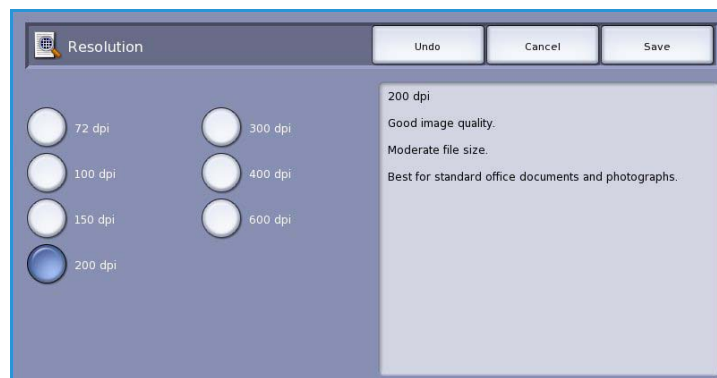 Resolution
Undo
Cancel
Save
72 dpi
100 dpi
150 dpi
200 dpi
300 dpi
400 dpi
600 dpi
200 dpi
Good image quality.
Moderate file size.
Best for standard office documents and photographs.